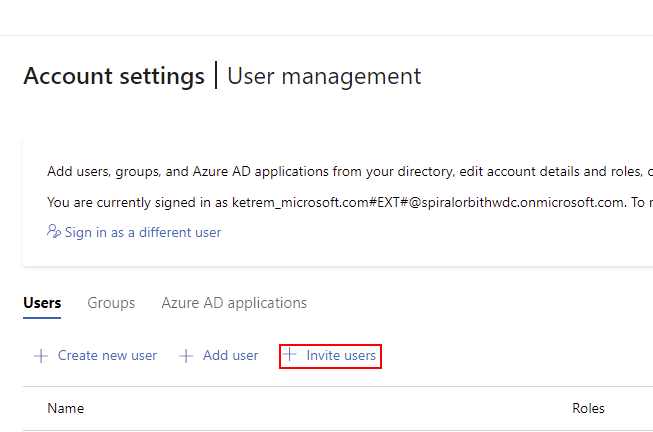 Account settings | User management
Add users, groups, and Azure AD applications from your directory, edit account details and roles,
You are currently signed in as ketrem_microsoft.com#EXT#@spiralorbithwdc.onmicrosoft.com. To
Sign in as a different user
Users Groups Azure AD applications
+ Create new user + Add user + Invite users
Name Roles